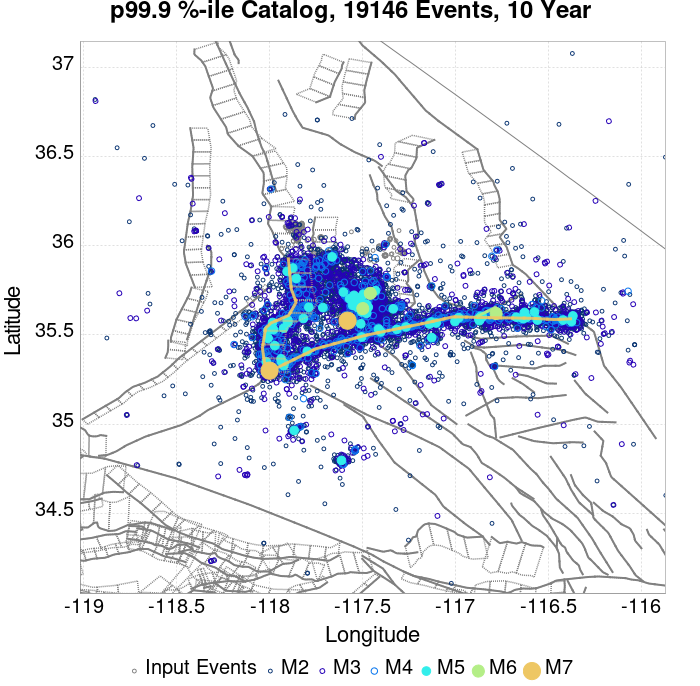 p99.9 %-ile Catalog, 19146 Events, 10 Year
37
36.5
36
35.5
35
34.5
Latitude
-119 -118.5 -118 -117.5 -117 -116.5 -116
Longitude
Input Events M2 M3 M4 M5 M6 M7